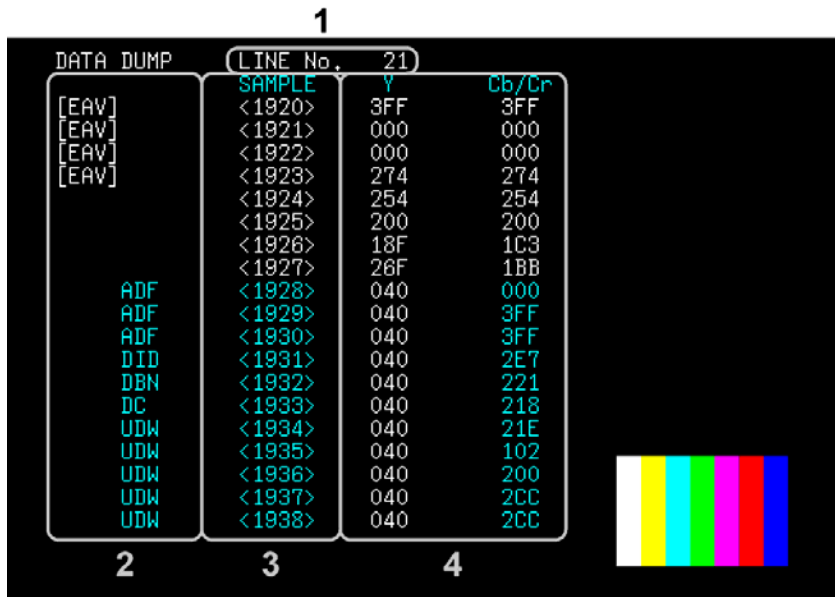 1
DATA DUMP LINE No. 21
SAMPLE Y Cb/Cr
[EAV] <1920> 3FF 3FF
[EAV] <1921> 000 000
[EAV] <1922> 000 000
[EAV] <1923> 274 274
<1924> 254 254
<1925> 200 200
<1926> 18F 1C3
<1927> 26F 1BB
ADF <1928> 040 000
ADF <1929> 040 3FF
ADF <1930> 040 3FF
DID <1931> 040 2E7
DBN <1932> 040 221
DC <1933> 040 218
UDW <1934> 040 21E
UDW <1935> 040 102
UDW <1936> 040 200
UDW <1937> 040 2CC
UDW <1938> 040 2CC
2 3 4